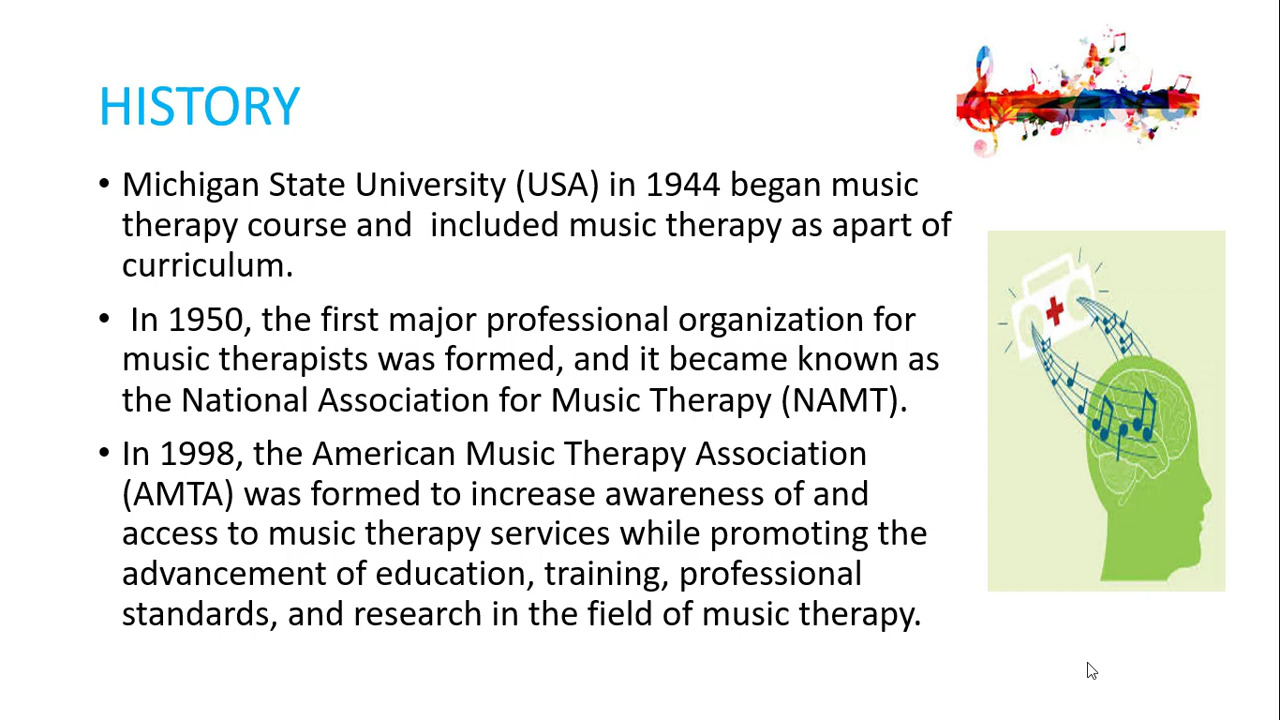 HISTORY
• Michigan State University (USA) in 1944 began music
therapy course and  included music therapy as apart of
curriculum.
•  In 1950, the first major professional organization for
music therapists was formed, and it became known as
the National Association for Music Therapy (NAMT).
• In 1998, the American Music Therapy Association
(AMTA) was formed to increase awareness of and
access to music therapy services while promoting the
advancement of education, training, professional
standards, and research in the field of music therapy.